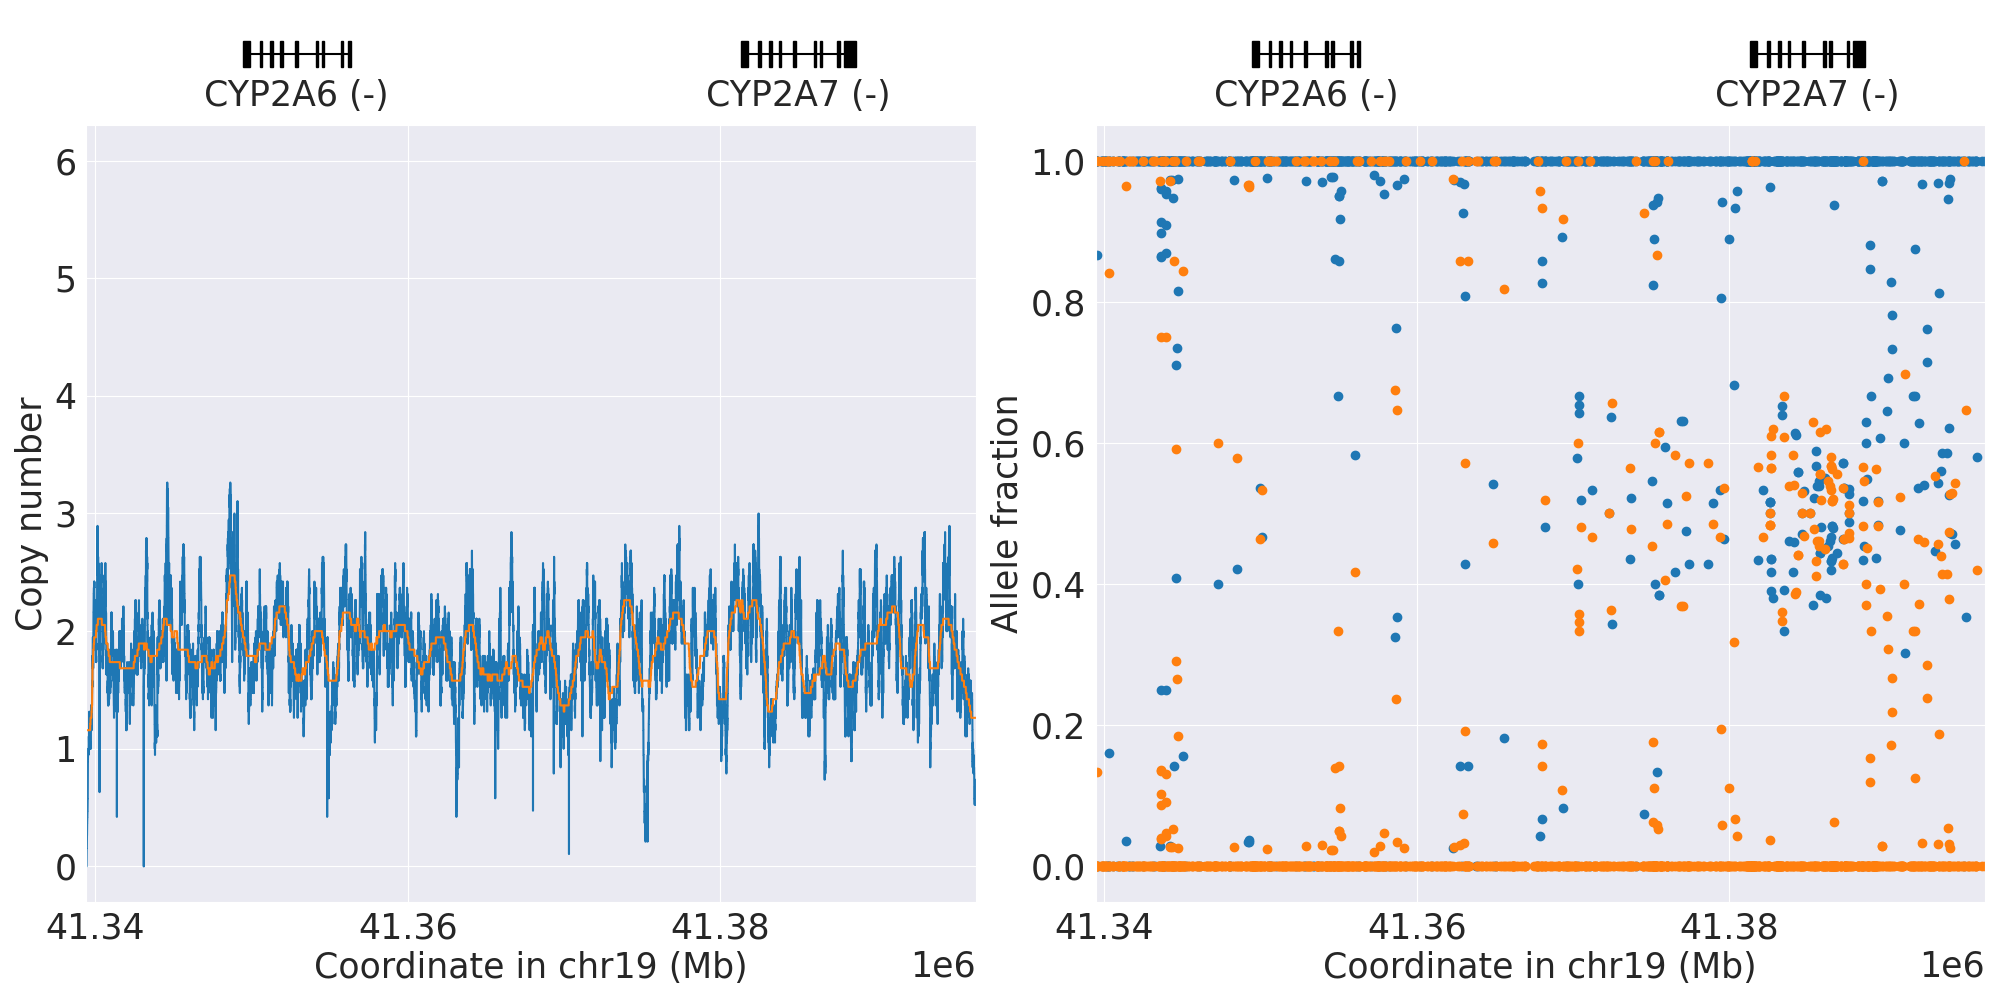 CYP2A6 (-)
CYP2A7 (-)
6
5
4
3
2
1
0
Copy number
41.34
41.36
41.38
Coordinate in chr19 (Mb)
1e6
CYP2A6 (-)
CYP2A7 (-)
1.0
0.8
0.6
0.4
0.2
0.0
Allele fraction
41.34
41.36
41.38
Coordinate in chr19 (Mb)
1e6